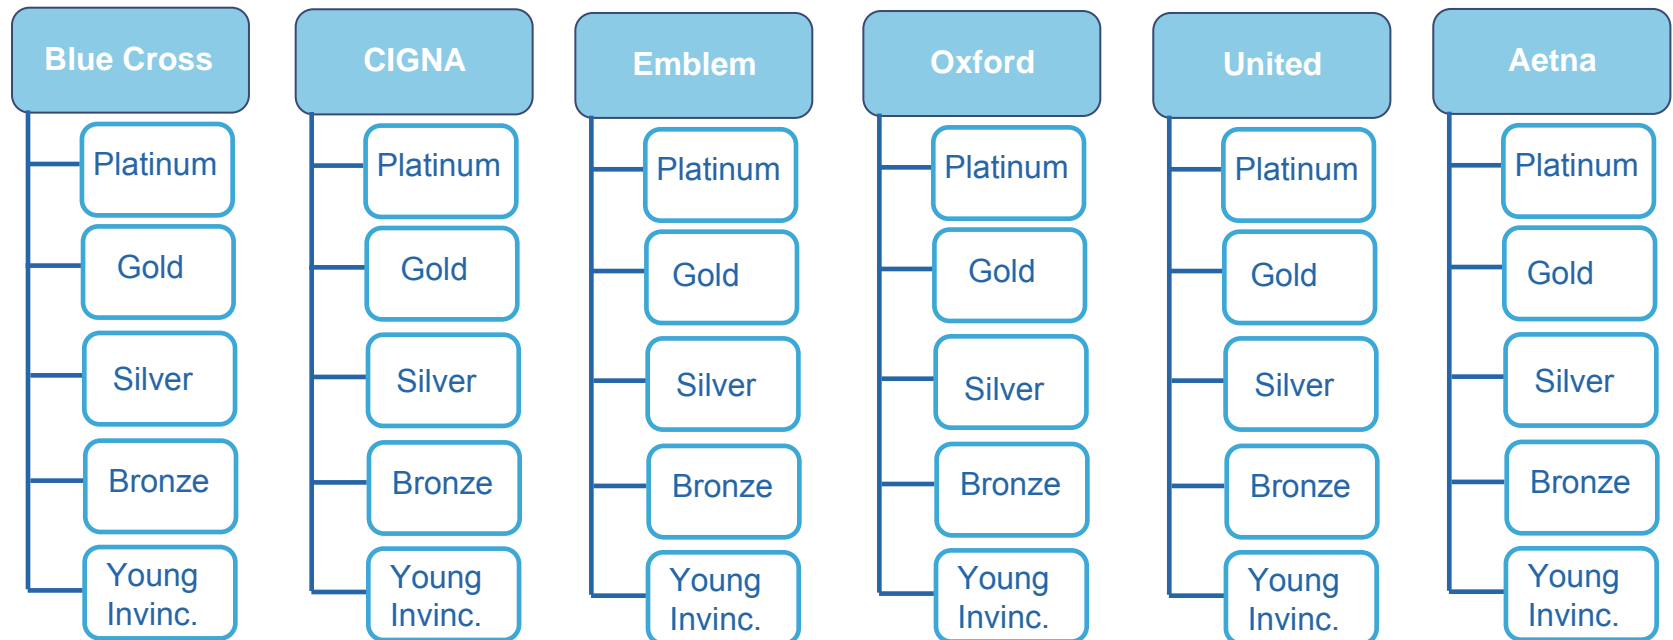 Blue Cross
Platinum
Gold
Silver
Bronze
Young
Invinc.
CIGNA
Platinum
Gold
Silver
Bronze
Young
Invinc.
Emblem
Platinum
Gold
Silver
Bronze
Young
Invinc.
Oxford
Platinum
Gold
Silver
Bronze
Young
Invinc.
United
Platinum
Gold
Silver
Bronze
Young
Invinc.
Aetna
Platinum
Gold
Silver
Bronze
Young
Invinc.